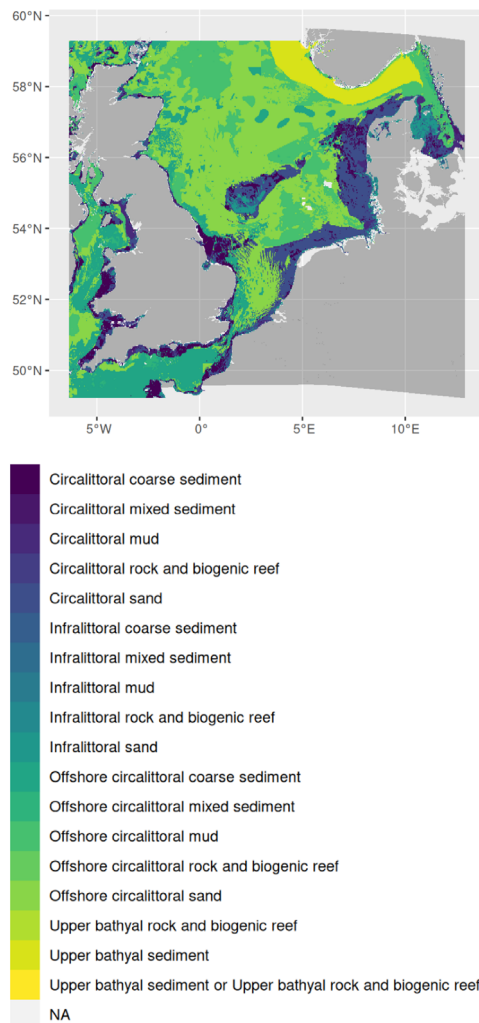 60°N
58°N
56°N
54°N
52°N
50°N
5°W
0°
5°E
10°E
Circalittoral coarse sediment
Circalittoral mixed sediment
Circalittoral mud
Circalittoral rock and biogenic reef
Circalittoral sand
Infralittoral coarse sediment
Infralittoral mixed sediment
Infralittoral mud
Infralittoral rock and biogenic reef
Infralittoral sand
Offshore circalittoral coarse sediment
Offshore circalittoral mixed sediment
Offshore circalittoral mud
Offshore circalittoral rock and biogenic reef
Offshore circalittoral sand
Upper bathyal rock and biogenic reef
Upper bathyal sediment
Upper bathyal sediment or Upper bathyal rock and biogenic reef
NA